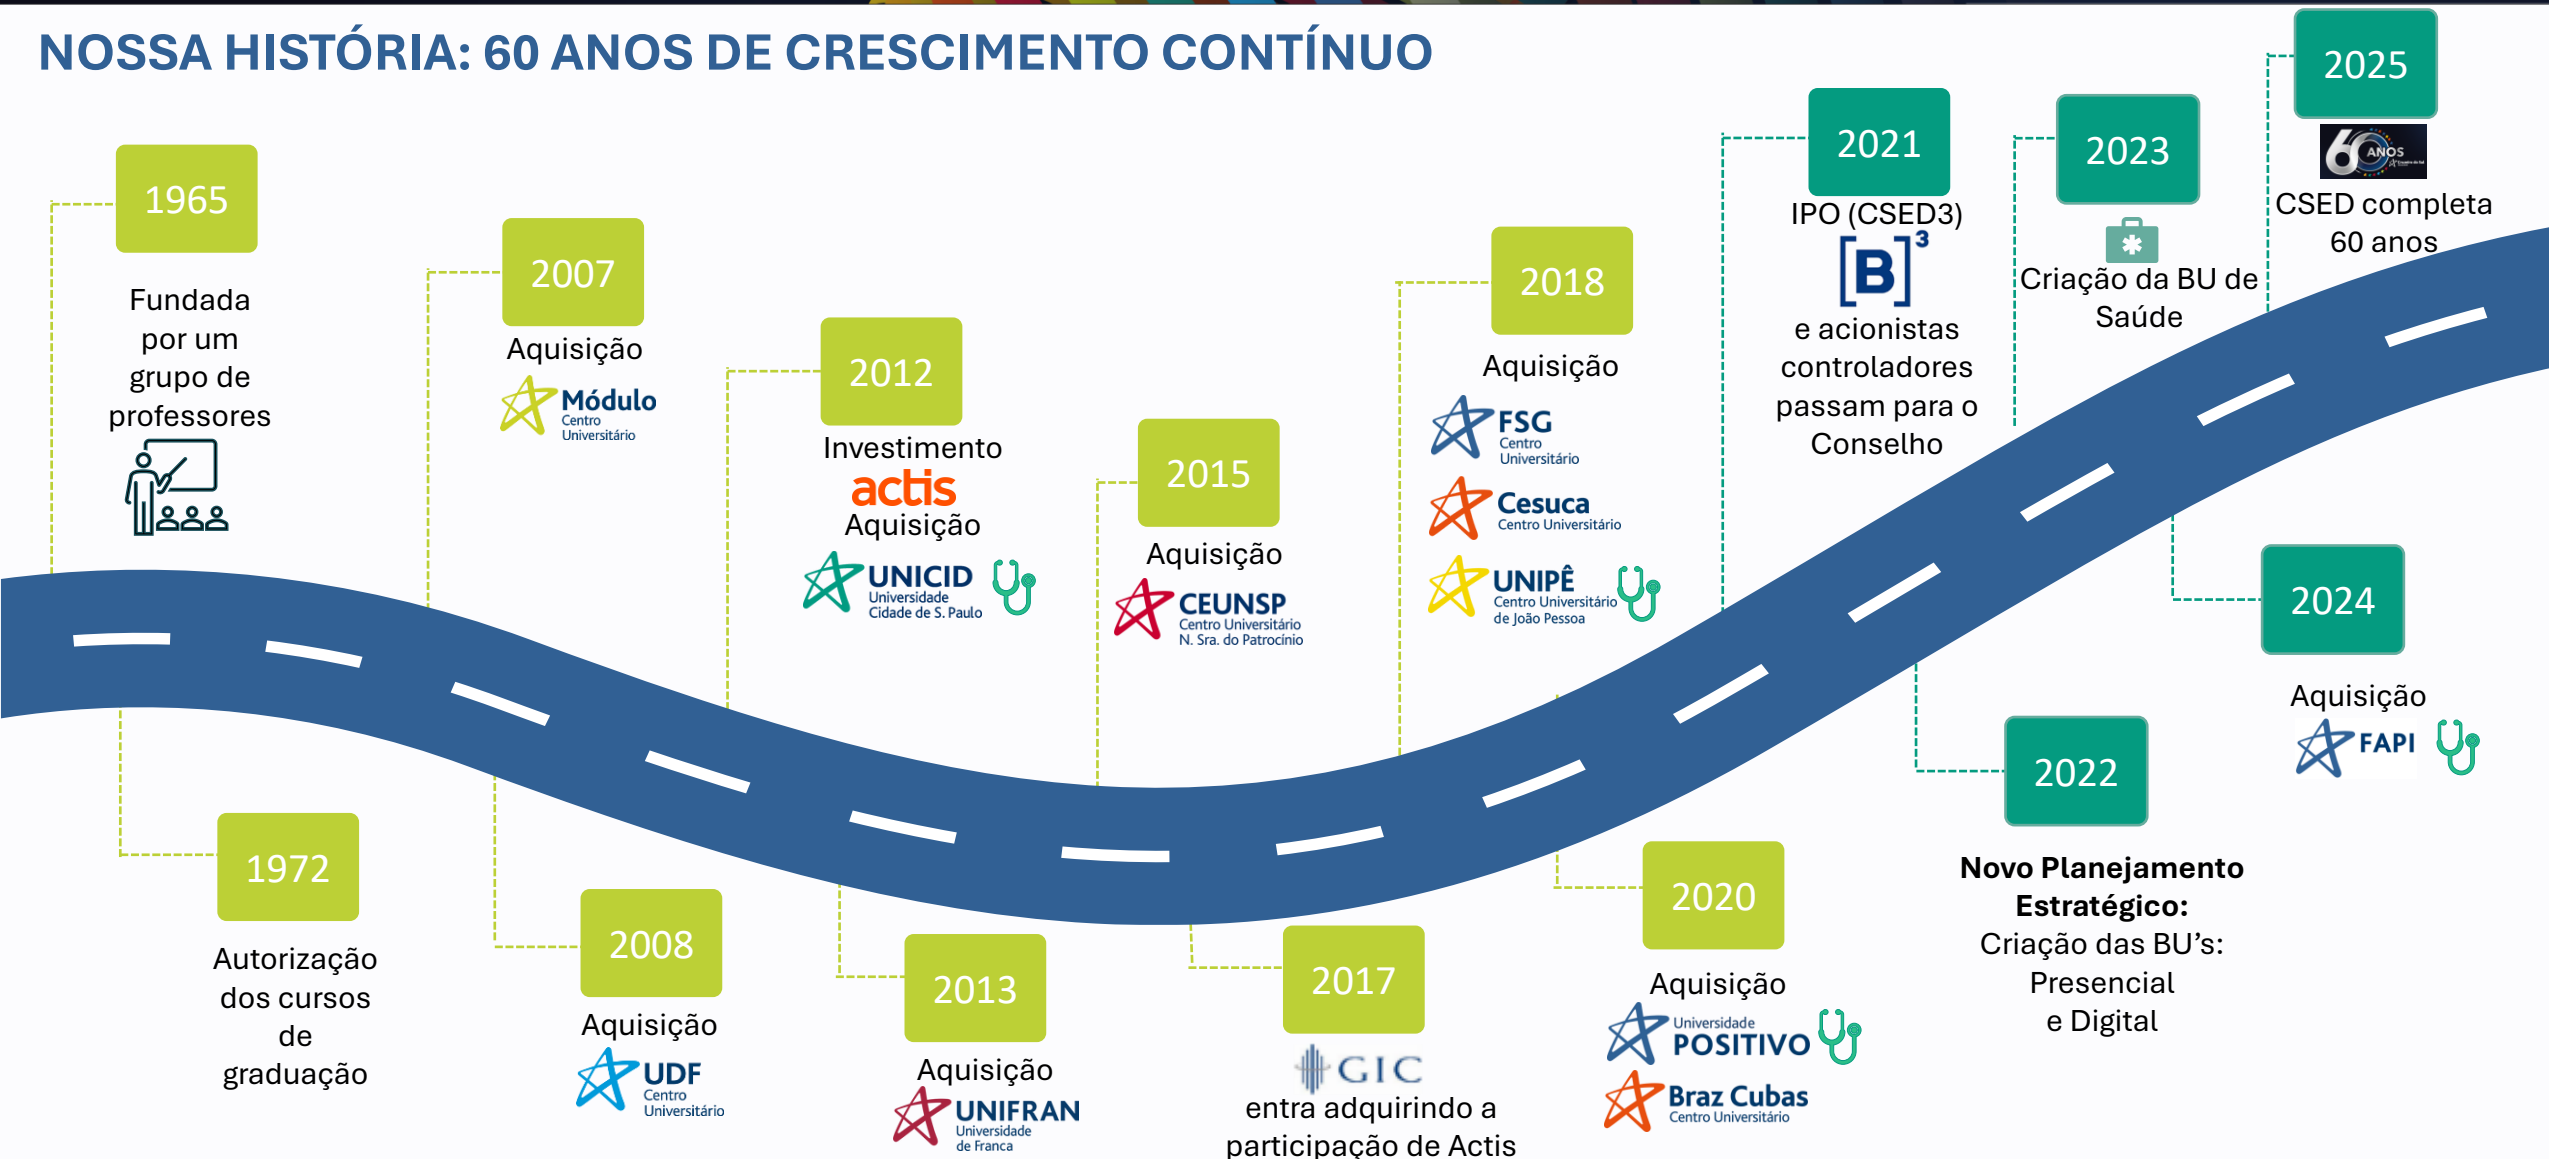 NOSSA HISTÓRIA: 60 ANOS DE CRESCIMENTO CONTÍNUO
1965
Fundada
por um
grupo de
professores
1972
Autorização
dos cursos
de
graduação
2007
Aquisição
Módulo
Centro
Universitário
2008
Aquisição
UDF
Centro
Universitário
2012
Investimento
actis
Aquisição
UNICID
Universidade
Cidade de S. Paulo
2013
Aquisição
UNIFRAN
Universidade
de Franca
2015
Aquisição
CEUNSP
Centro Universitário
N. Sra. do Patrocínio
2017
GIC
entra adquirindo a
participação de Actis
2018
Aquisição
FSG
Centro
Universitário
Cesuca
Centro Universitário
UNIPÊ
Centro Universitário
de João Pessoa
2020
Aquisição
Universidade
POSITIVO
Braz Cubas
Centro Universitário
2021
IPO (CSED3)
[B]³
e acionistas
controladores
passam para o
Conselho
2022
Novo Planejamento
Estratégico:
Criação das BU's:
Presencial
e Digital
2023
Criação da BU de
Saúde
2024
Aquisição
FAPI
2025
60 ANOS
CSED completa
60 anos